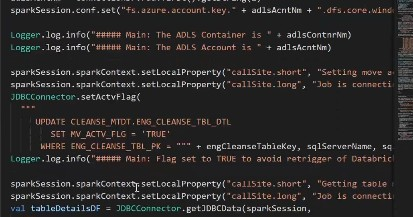 sparkSession.conf.set("fs.azure.account.key." + adlsAcntNm + ".dfs.core.wind
Logger.log.info("##### Main: The ADLS Container is " + adlsContnrNm)
Logger.log.info("##### Main: The ADLS Account is " + adlsAcntNm)
sparkSession.sparkContext.setLocalProperty("callSite.short", "Setting move a
sparkSession.sparkContext.setLocalProperty("callSite.long", "Job is connecti
JDBCConnector.setActvFlag(
"""
UPDATE CLEANSE_MTDT.ENG_CLEANSE_TBL_DTL
SET MV_ACTV_FLG = 'TRUE'
WHERE ENG_CLEANSE_TBL_PK = """ + engCleanseTableKey, sqlServerName, sq
Logger.log.info("##### Main: Flag set to TRUE to avoid retrigger of Databric
sparkSession.sparkContext.setLocalProperty("callSite.short", "Getting table
sparkSession.sparkContext.setLocalProperty("callSite.long", "Job is connecti
val tableDetailsDF = JDBCConnector.getJDBCData(sparkSession,